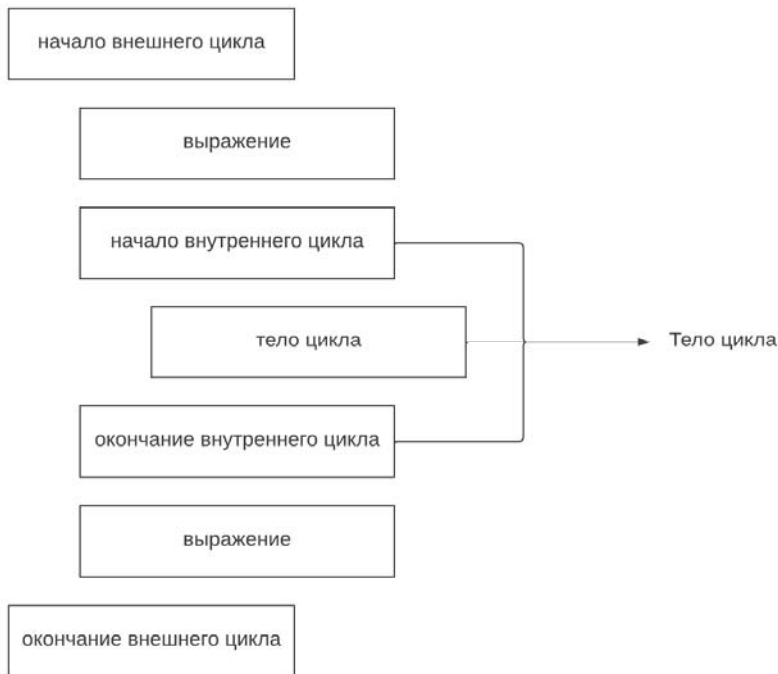 начало внешнего цикла
выражение
начало внутреннего цикла
тело цикла
Тело цикла
окончание внутреннего цикла
выражение
окончание внешнего цикла